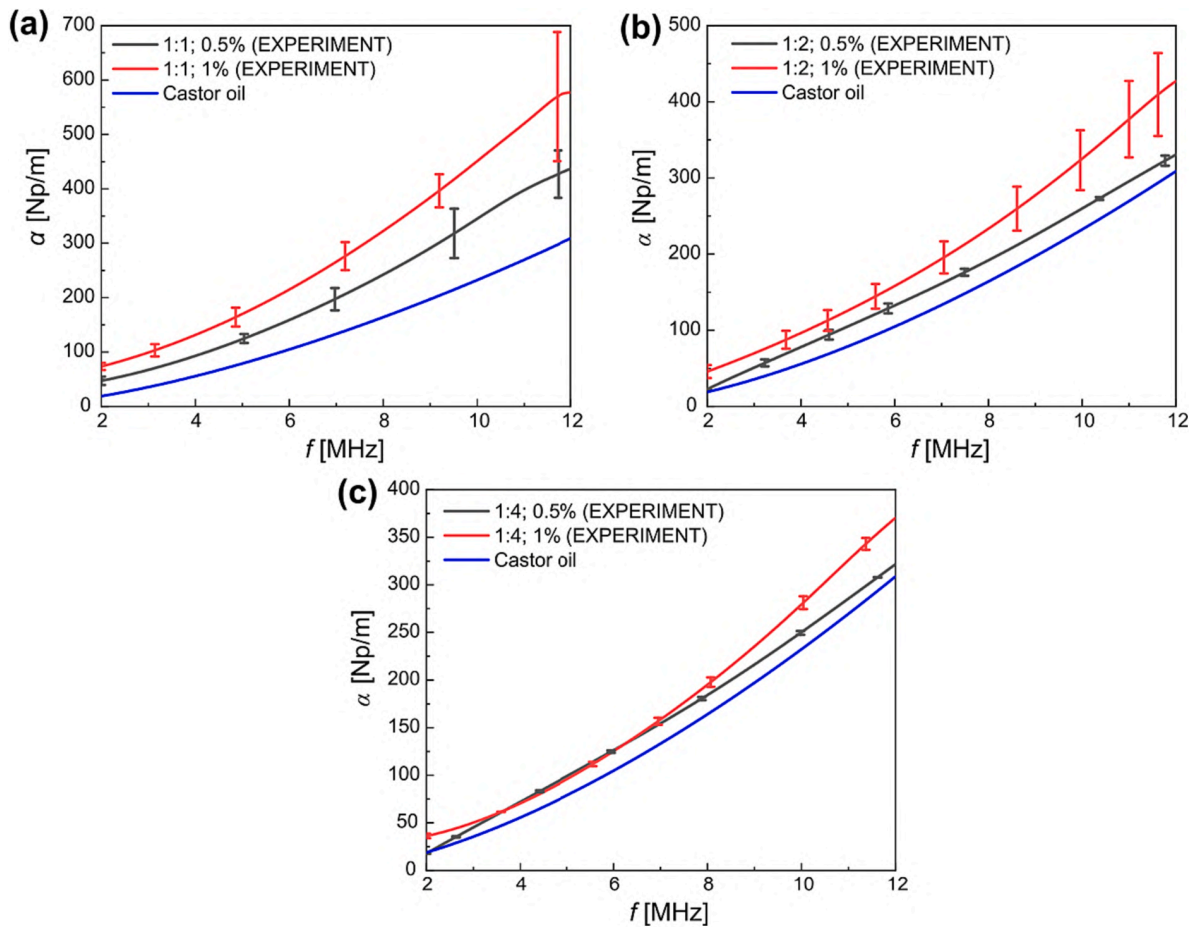 (a)
1:1; 0.5% (EXPERIMENT)
1:1; 1% (EXPERIMENT)
Castor oil
α [Np/m]
700
600
500
400
300
200
100
0
2 4 6 8 10 12
f [MHz]
(b)
1:2; 0.5% (EXPERIMENT)
1:2; 1% (EXPERIMENT)
Castor oil
α [Np/m]
500
400
300
200
100
0
2 4 6 8 10 12
f [MHz]
(c)
1:4; 0.5% (EXPERIMENT)
1:4; 1% (EXPERIMENT)
Castor oil
α [Np/m]
400
350
300
250
200
150
100
50
0
2 4 6 8 10 12
f [MHz]